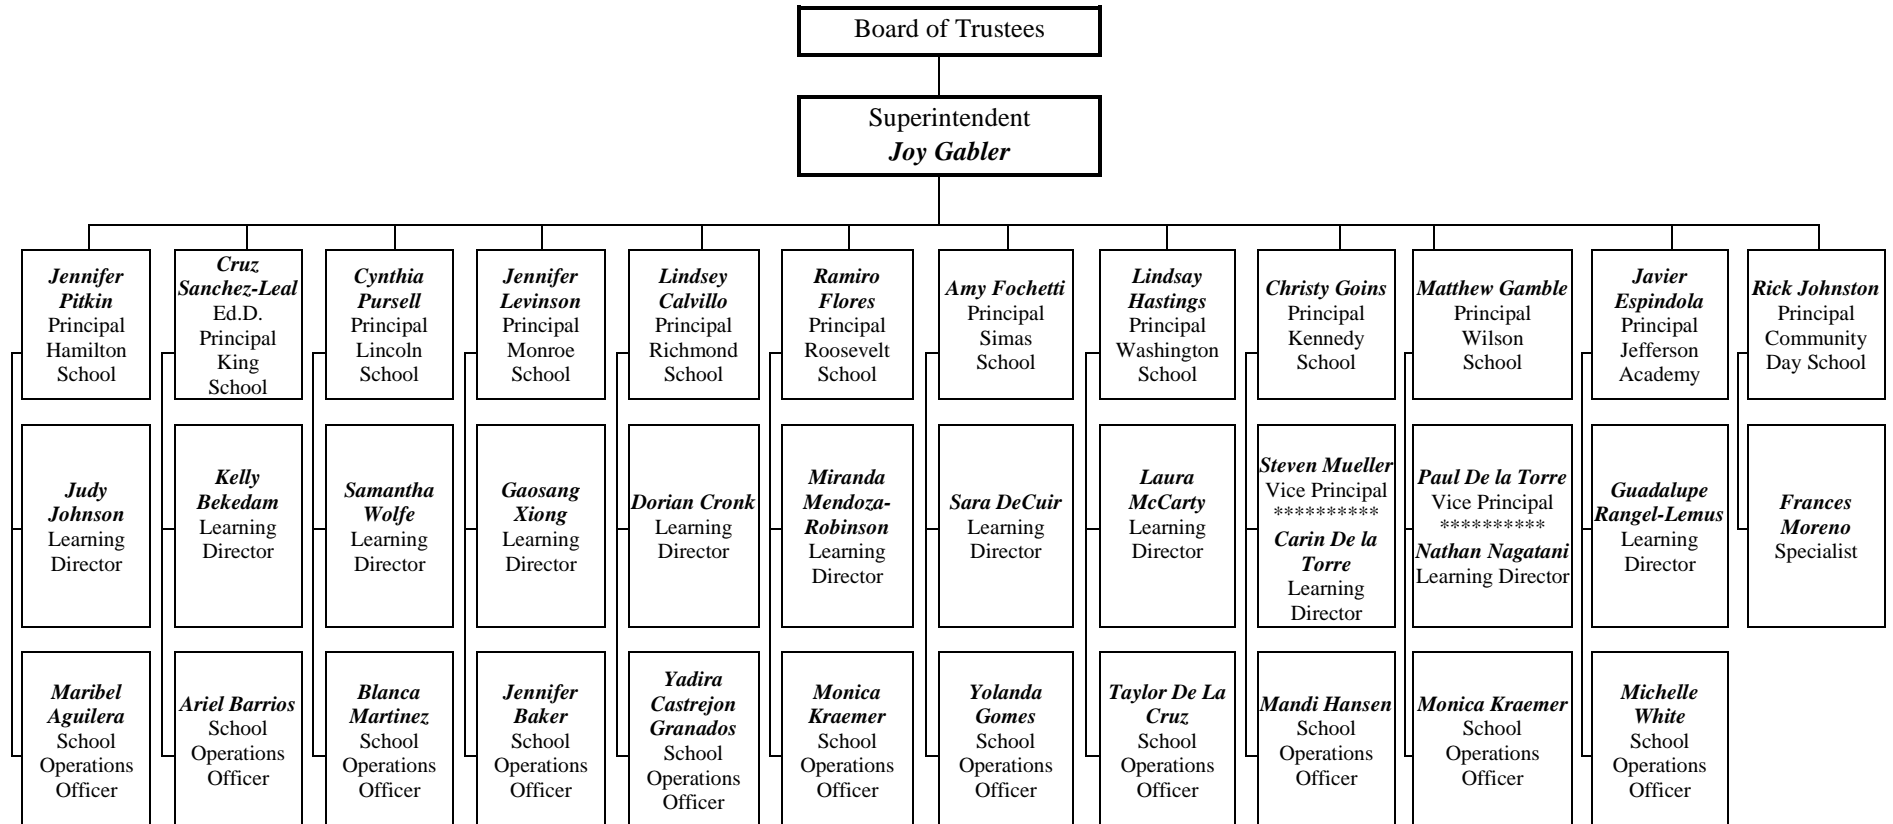 Board of Trustees
Superintendent
Joy Gabler
Jennifer
Pitkin
Principal
Hamilton
School
Cruz
Sanchez-Leal
Ed.D.
Principal
King
School
Cynthia
Pursell
Principal
Lincoln
School
Jennifer
Levinson
Principal
Monroe
School
Lindsey
Calvillo
Principal
Richmond
School
Ramiro
Flores
Principal
Roosevelt
School
Amy Fochetti
Principal
Simas
School
Lindsay
Hastings
Principal
Washington
School
Christy Goins
Principal
Kennedy
School
Matthew Gamble
Principal
Wilson
School
Javier
Espindola
Principal
Jefferson
Academy
Rick Johnston
Principal
Community
Day School
Judy
Johnson
Learning
Director
Kelly
Bekedam
Learning
Director
Samantha
Wolfe
Learning
Director
Gaosang
Xiong
Learning
Director
Dorian Cronk
Learning
Director
Miranda
Mendoza-
Robinson
Learning
Director
Sara DeCuir
Learning
Director
Laura
McCarty
Learning
Director
Steven Mueller
Vice Principal
**********
Carin De la
Torre
Learning
Director
Paul De la Torre
Vice Principal
**********
Nathan Nagatani
Learning Director
Guadalupe
Rangel-Lemus
Learning
Director
Frances
Moreno
Specialist
Maribel
Aguilera
School
Operations
Officer
Ariel Barrios
School
Operations
Officer
Blanca
Martinez
School
Operations
Officer
Jennifer
Baker
School
Operations
Officer
Yadira
Castrejon
Granados
School
Operations
Officer
Monica
Kraemer
School
Operations
Officer
Yolanda
Gomes
School
Operations
Officer
Taylor De La
Cruz
School
Operations
Officer
Mandi Hansen
School
Operations
Officer
Monica Kraemer
School
Operations
Officer
Michelle
White
School
Operations
Officer